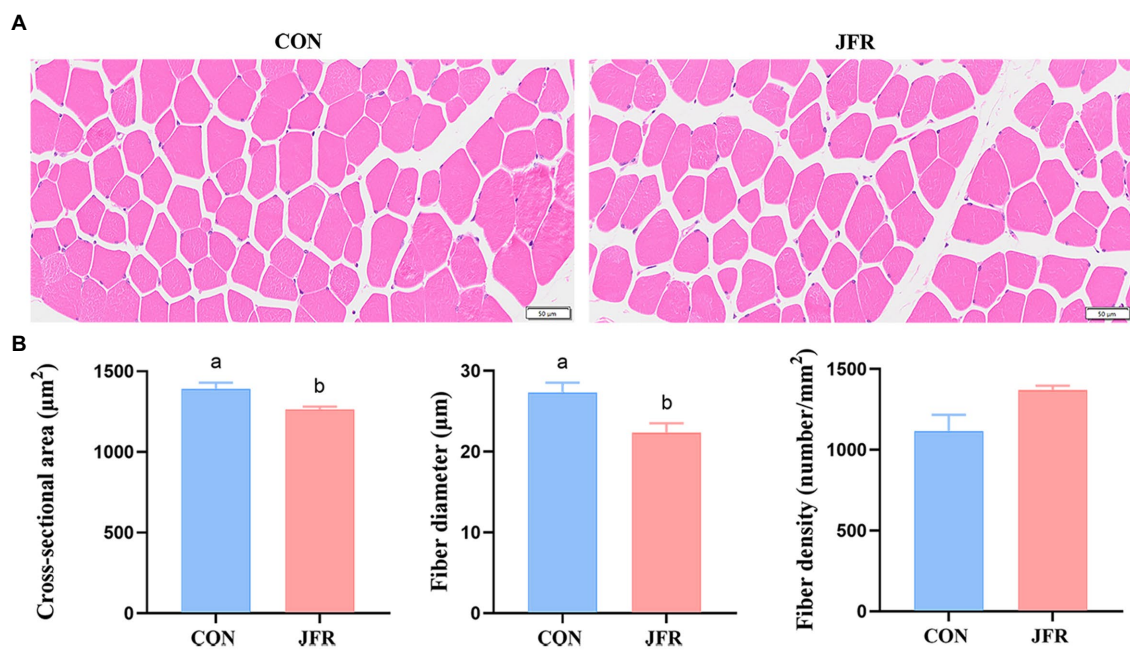 A
CON JFR
50 μm 50 μm
B
Cross-sectional area (μm²)
1500
1000
500
0
a
b
CON JFR
Fiber diameter (μm)
30
20
10
0
a
b
CON JFR
Fiber density (number/mm²)
1500
1000
500
0
CON JFR